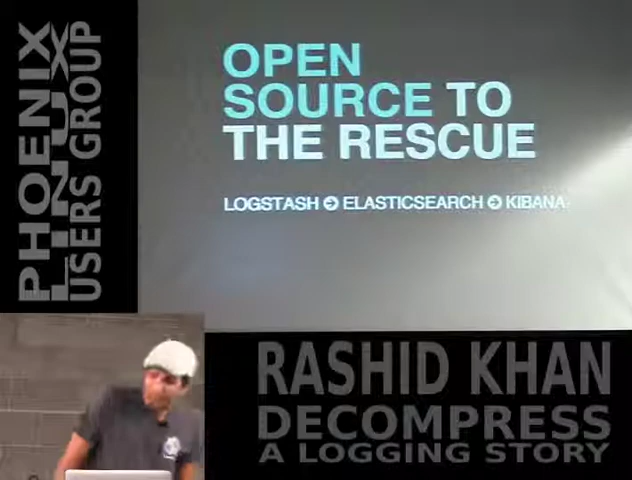 PHOENIX
LINUX
USERS GROUP
OPEN
SOURCE TO
THE RESCUE
LOGSTASH ➔ ELASTICSEARCH ➔ KIBANA
RASHID KHAN
DECOMPRESS
A LOGGING STORY